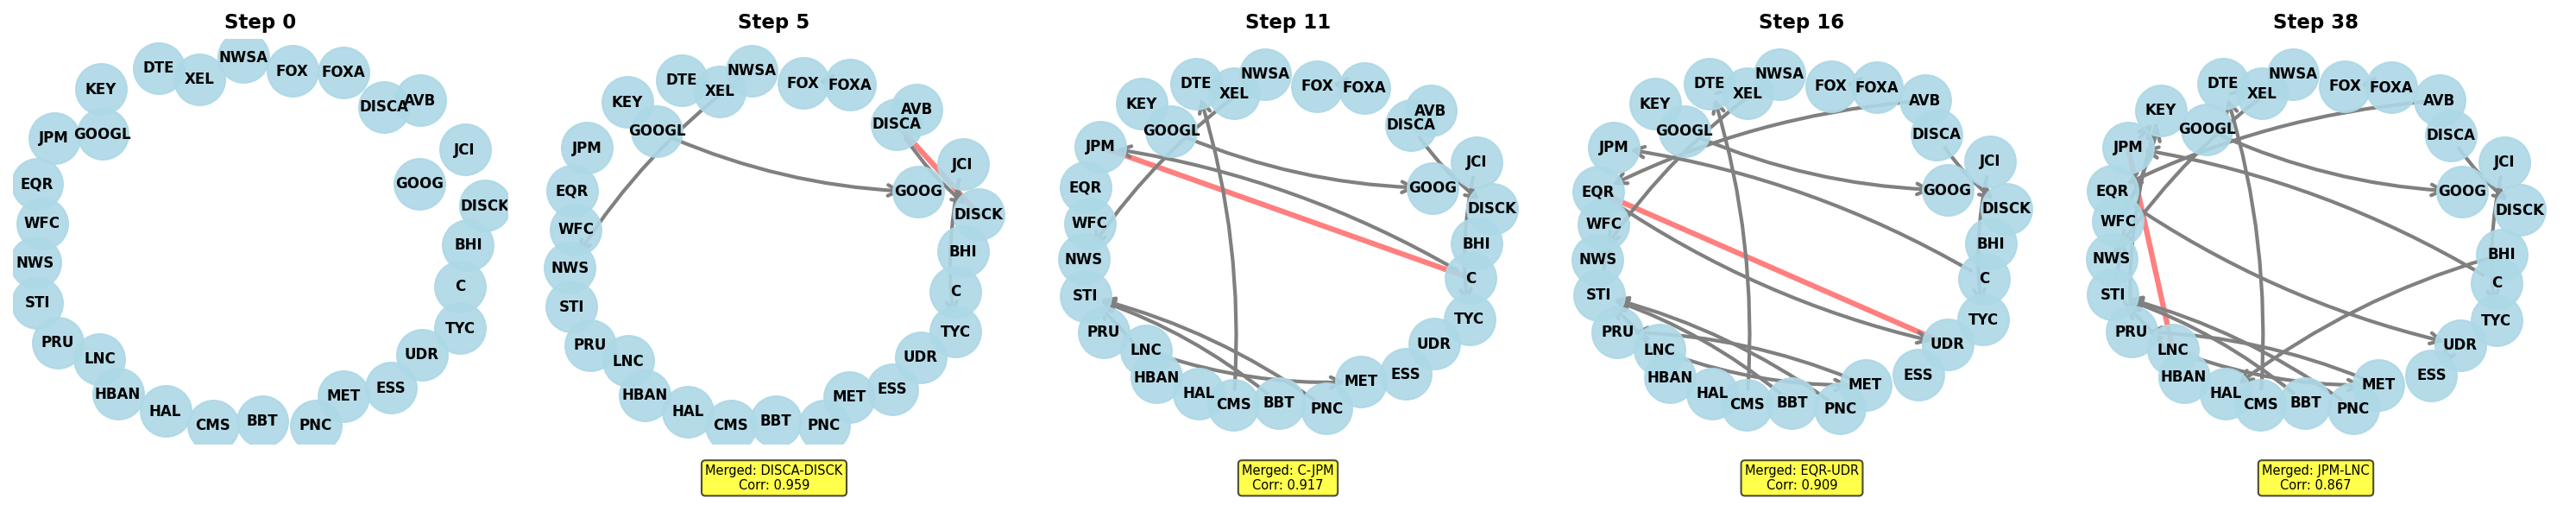 Step 0
NWSA
DTE
XEL
FOX
FOXA
KEY
DISCA
AVB
JPM
GOOGL
JCI
EQR
GOOG
DISCK
WFC
BHI
NWS
C
STI
TYC
PRU
LNC
UDR
HBAN
MET
ESS
HAL
CMS
BBT
PNC
Step 5
NWSA
DTE
XEL
FOX
FOXA
KEY
AVB
DISCA
GOOGL
JPM
JCI
EQR
GOOG
DISCK
WFC
BHI
NWS
C
STI
TYC
PRU
LNC
UDR
HBAN
MET
ESS
HAL
CMS
BBT
PNC
Merged: DISCA-DISCK
Corr: 0.959
Step 11
NWSA
DTE
XEL
FOX
FOXA
KEY
AVB
DISCA
GOOGL
JPM
JCI
EQR
GOOG
DISCK
WFC
BHI
NWS
C
STI
TYC
PRU
LNC
UDR
HBAN
MET
ESS
HAL
CMS
BBT
PNC
Merged: C-JPM
Corr: 0.917
Step 16
NWSA
DTE
XEL
FOX
FOXA
KEY
AVB
GOOGL
DISCA
JPM
JCI
EQR
GOOG
DISCK
WFC
BHI
NWS
C
STI
TYC
PRU
LNC
UDR
HBAN
MET
ESS
HAL
CMS
BBT
PNC
Merged: EQR-UDR
Corr: 0.909
Step 38
NWSA
DTE
XEL
FOX
FOXA
KEY
AVB
GOOGL
DISCA
JPM
JCI
EQR
GOOG
DISCK
WFC
BHI
NWS
C
STI
TYC
PRU
LNC
UDR
HBAN
MET
ESS
HAL
CMS
BBT
PNC
Merged: JPM-LNC
Corr: 0.867